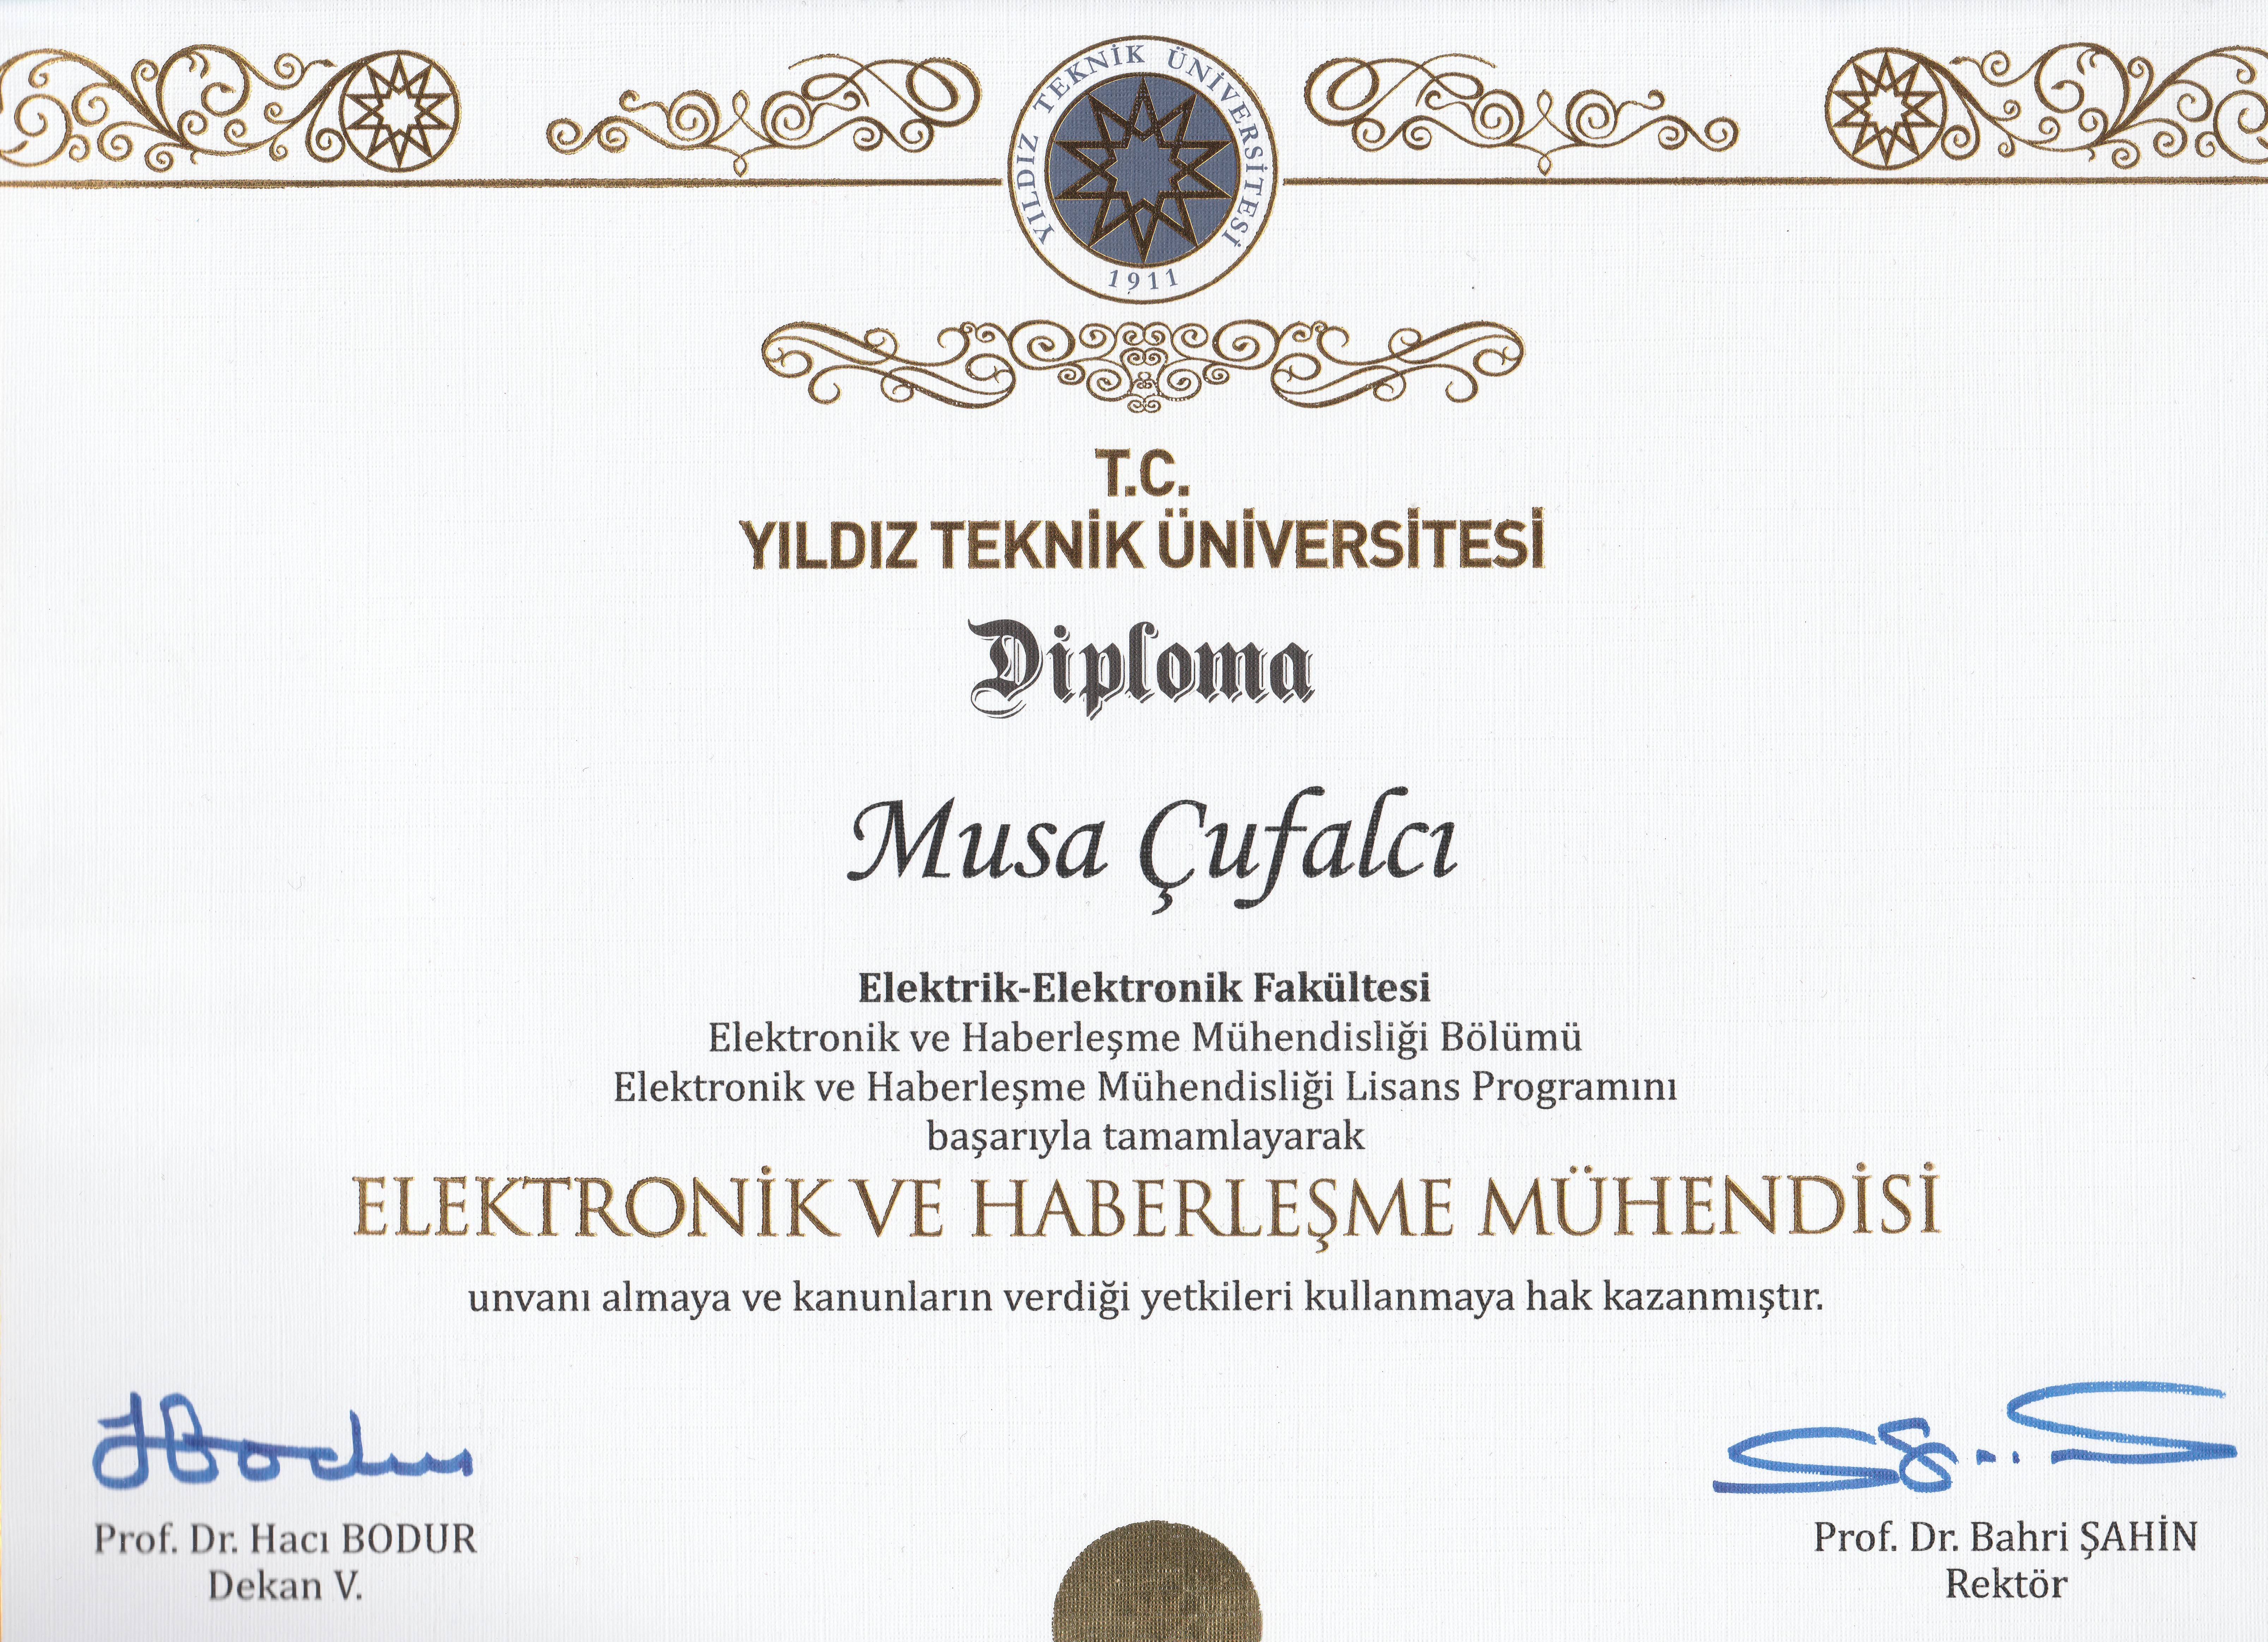 YILDIZ TEKNİK ÜNİVERSİTESİ
1911
T.C.
YILDIZ TEKNİK ÜNİVERSİTESİ
Diploma
Musa Çufalcı
Elektrik-Elektronik Fakültesi
Elektronik ve Haberleşme Mühendisliği Bölümü
Elektronik ve Haberleşme Mühendisliği Lisans Programını
başarıyla tamamlayarak
ELEKTRONİK VE HABERLEŞME MÜHENDİSİ
unvanı almaya ve kanunların verdiği yetkileri kullanmaya hak kazanmıştır.
HBodur
Prof. Dr. Hacı BODUR
Dekan V.
Prof. Dr. Bahri ŞAHİN
Rektör